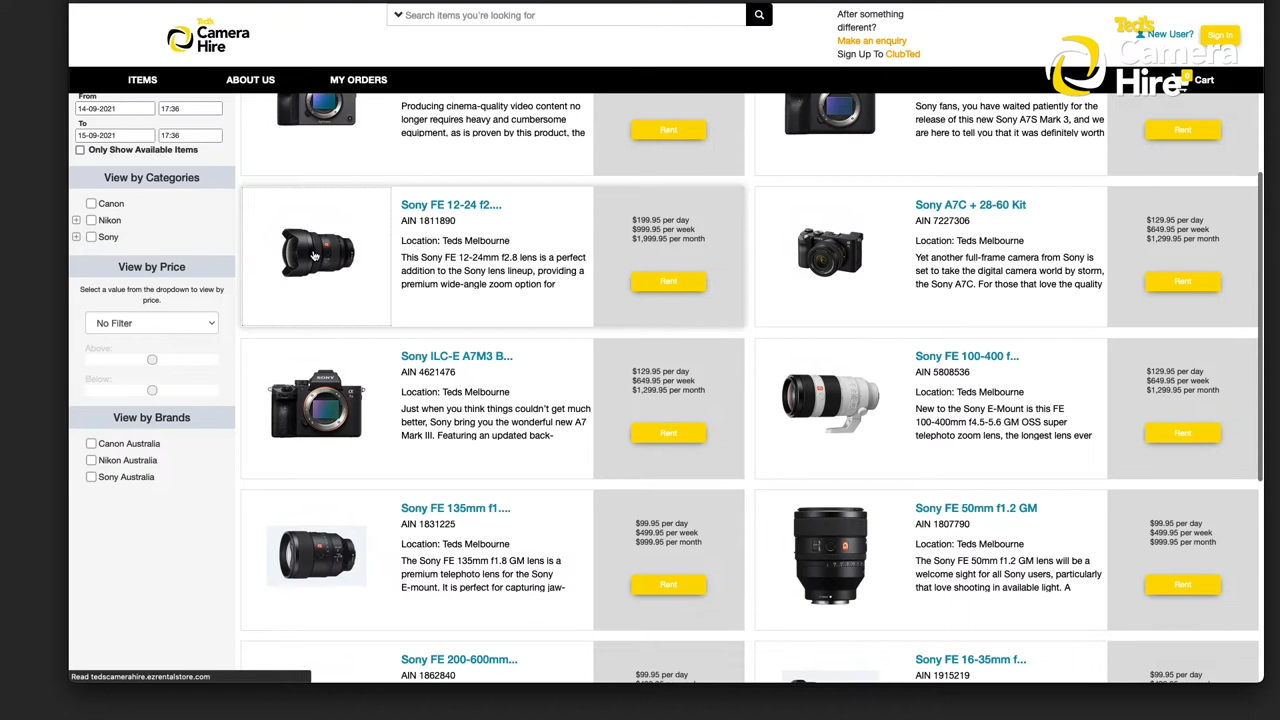 Ted's
Camera
Hire
Search items you're looking for
After something
different?
Make an enquiry
Sign Up To ClubTed
New User?
Sign In
Ted's
Camera
Hire
ITEMS
ABOUT US
MY ORDERS
0
Cart
From
14-09-2021
17:36
To
15-09-2021
17:36
Only Show Available Items
View by Categories
Canon
Nikon
Sony
View by Price
Select a value from the dropdown to view by
price.
No Filter
Above:
Below:
View by Brands
Canon Australia
Nikon Australia
Sony Australia
Producing cinema-quality video content no
longer requires heavy and cumbersome
equipment, as is proven by this product, the
Rent
Sony fans, you have waited patiently for the
release of this new Sony A7S Mark 3, and we
are here to tell you that it was definitely worth
Rent
Sony FE 12-24 f2....
AIN 1811890
Location: Teds Melbourne
This Sony FE 12-24mm f2.8 lens is a perfect
addition to the Sony lens lineup, providing a
premium wide-angle zoom option for
$199.95 per day
$999.95 per week
$1,999.95 per month
Rent
Sony A7C + 28-60 Kit
AIN 7227306
Location: Teds Melbourne
Yet another full-frame camera from Sony is
set to take the digital camera world by storm,
the Sony A7C. For those that love the quality
$129.95 per day
$649.95 per week
$1,299.95 per month
Rent
SONY
Sony ILC-E A7M3 B...
AIN 4621476
Location: Teds Melbourne
Just when you think things couldn't get much
better, Sony bring you the wonderful new A7
Mark III. Featuring an updated back-
$129.95 per day
$649.95 per week
$1,299.95 per month
Rent
Sony FE 100-400 f...
AIN 5808536
Location: Teds Melbourne
New to the Sony E-Mount is this FE
100-400mm f4.5-5.6 GM OSS super
telephoto zoom lens, the longest lens ever
$129.95 per day
$649.95 per week
$1,299.95 per month
Rent
Sony FE 135mm f1....
AIN 1831225
Location: Teds Melbourne
The Sony FE 135mm f1.8 GM lens is a
premium telephoto lens for the Sony
E-mount. It is perfect for capturing jaw-
$99.95 per day
$499.95 per week
$999.95 per month
Rent
Sony FE 50mm f1.2 GM
AIN 1807790
Location: Teds Melbourne
The Sony FE 50mm f1.2 GM lens will be a
welcome sight for all Sony users, particularly
that love shooting in available light. A
$99.95 per day
$499.95 per week
$999.95 per month
Rent
Sony FE 200-600mm...
AIN 1862840
$99.95 per day
Sony FE 16-35mm f...
AIN 1915219
$99.95 per day
Read tedscamerahire.ezrentalstore.com